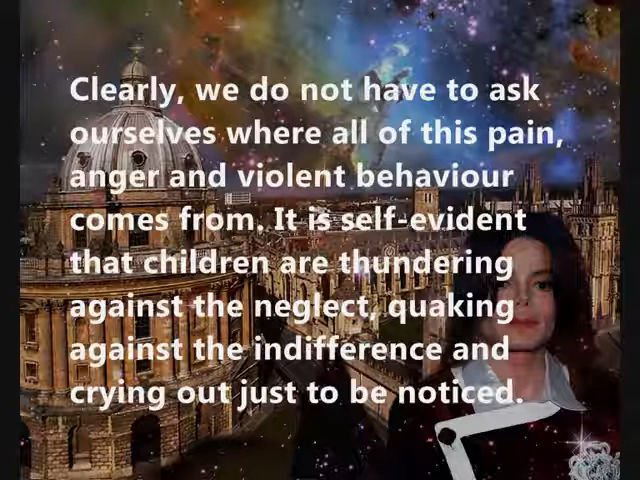 Clearly, we do not have to ask
ourselves where all of this pain,
anger and violent behaviour
comes from. It is self-evident
that children are thundering
against the neglect, quaking
against the indifference and
crying out just to be noticed.